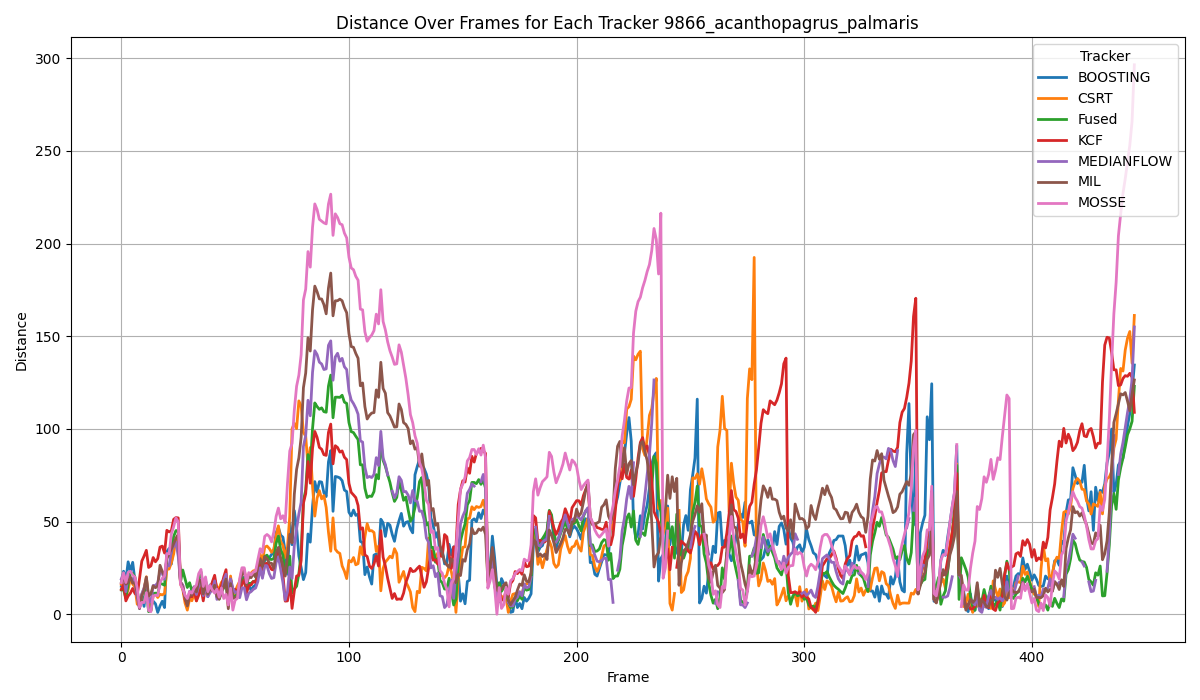 Distance Over Frames for Each Tracker 9866_acanthopagrus_palmaris
Distance
300
250
200
150
100
50
0
0 100 200 300 400
Frame
Tracker
BOOSTING
CSRT
Fused
KCF
MEDIANFLOW
MIL
MOSSE